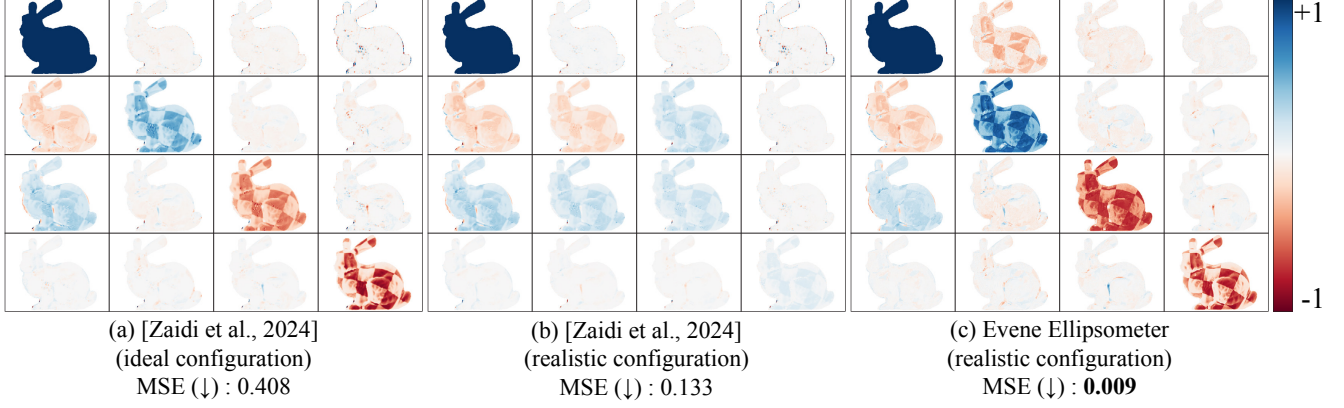 +1
-1
(a) [Zaidi et al., 2024]
(ideal configuration)
MSE (↓) : 0.408
(b) [Zaidi et al., 2024]
(realistic configuration)
MSE (↓) : 0.133
(c) Evene Ellipsometer
(realistic configuration)
MSE (↓) : 0.009